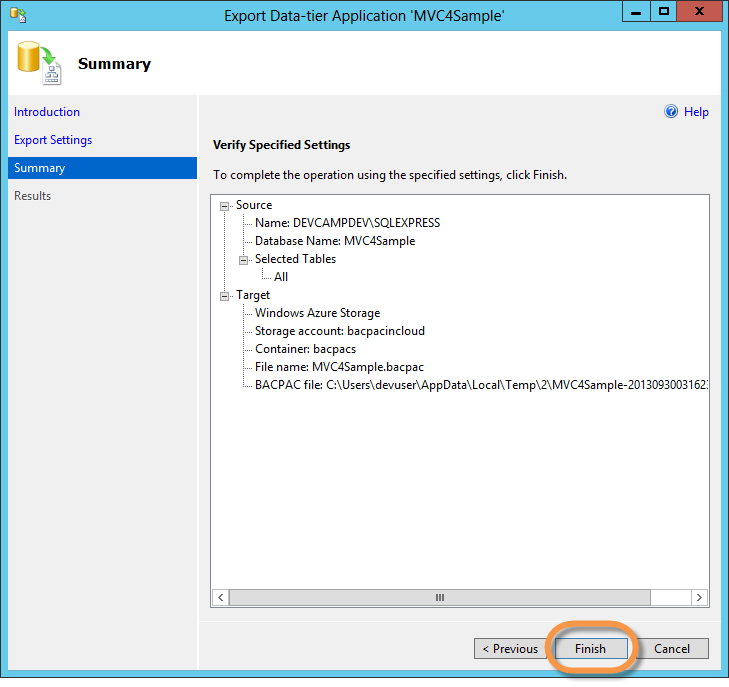 Export Data-tier Application 'MVC4Sample'
Summary
Introduction
Help
Export Settings
Verify Specified Settings
Summary
To complete the operation using the specified settings, click Finish.
Results
Source
Name: DEVCAMPDEV\SQLEXPRESS
Database Name: MVC4Sample
Selected Tables
All
Target
Windows Azure Storage
Storage account: bacpacincloud
Container: bacpacs
File name: MVC4Sample.bacpac
BACPAC file: C:\Users\devuser\AppData\Local\Temp\2\MVC4Sample-2013093003162
< Previous
Finish
Cancel